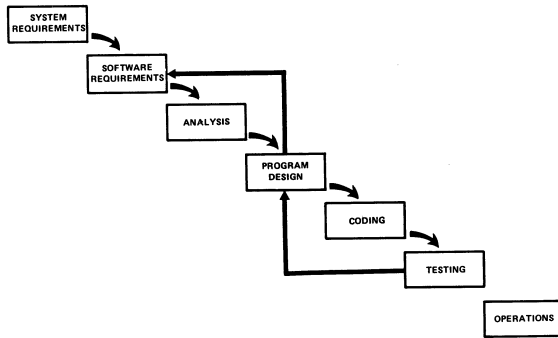 SYSTEM
REQUIREMENTS
SOFTWARE
REQUIREMENTS
ANALYSIS
PROGRAM
DESIGN
CODING
TESTING
OPERATIONS